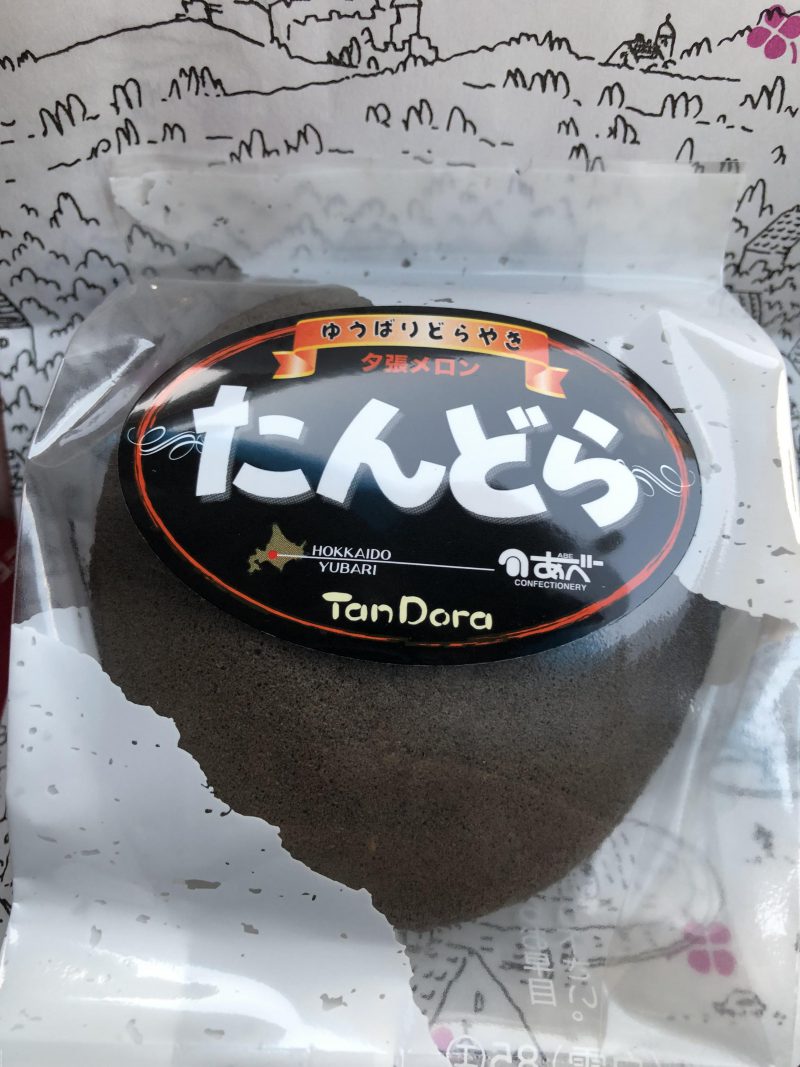 ゆうばりどらやき
夕張メロン
たんどら
HOKKAIDO
YUBARI
ABE
あべー
CONFECTIONERY
TanDora